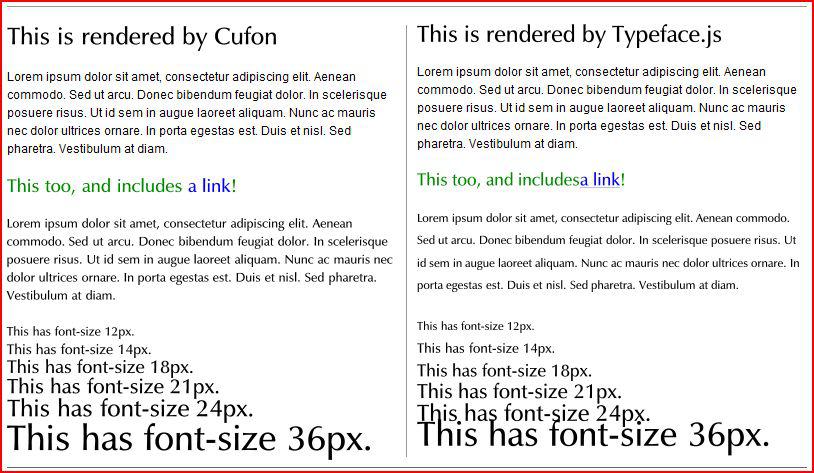 This is rendered by Cufon
Lorem ipsum dolor sit amet, consectetur adipiscing elit. Aenean
commodo. Sed ut arcu. Donec bibendum feugiat dolor. In scelerisque
posuere risus. Ut id sem in augue laoreet aliquam. Nunc ac mauris
nec dolor ultrices ornare. In porta egestas est. Duis et nisl. Sed
pharetra. Vestibulum at diam.
This too, and includes a link!
Lorem ipsum dolor sit amet, consectetur adipiscing elit. Aenean
commodo. Sed ut arcu. Donec bibendum feugiat dolor. In scelerisque
posuere risus. Ut id sem in augue laoreet aliquam. Nunc ac mauris nec
dolor ultrices ornare. In porta egestas est. Duis et nisl. Sed pharetra.
Vestibulum at diam.
This has font-size 12px.
This has font-size 14px.
This has font-size 18px.
This has font-size 21px.
This has font-size 24px.
This has font-size 36px.
This is rendered by Typeface.js
Lorem ipsum dolor sit amet, consectetur adipiscing elit. Aenean
commodo. Sed ut arcu. Donec bibendum feugiat dolor. In scelerisque
posuere risus. Ut id sem in augue laoreet aliquam. Nunc ac mauris
nec dolor ultrices ornare. In porta egestas est. Duis et nisl. Sed
pharetra. Vestibulum at diam.
This too, and includesa link!
Lorem ipsum dolor sit amet, consectetur adipiscing elit. Aenean commodo.
Sed ut arcu. Donec bibendum feugiat dolor. In scelerisque posuere risus. Ut
id sem in augue laoreet aliquam. Nunc ac mauris nec dolor ultrices ornare. In
porta egestas est. Duis et nisl. Sed pharetra. Vestibulum at diam.
This has font-size 12px.
This has font-size 14px.
This has font-size 18px.
This has font-size 21px.
This has font-size 24px.
This has font-size 36px.